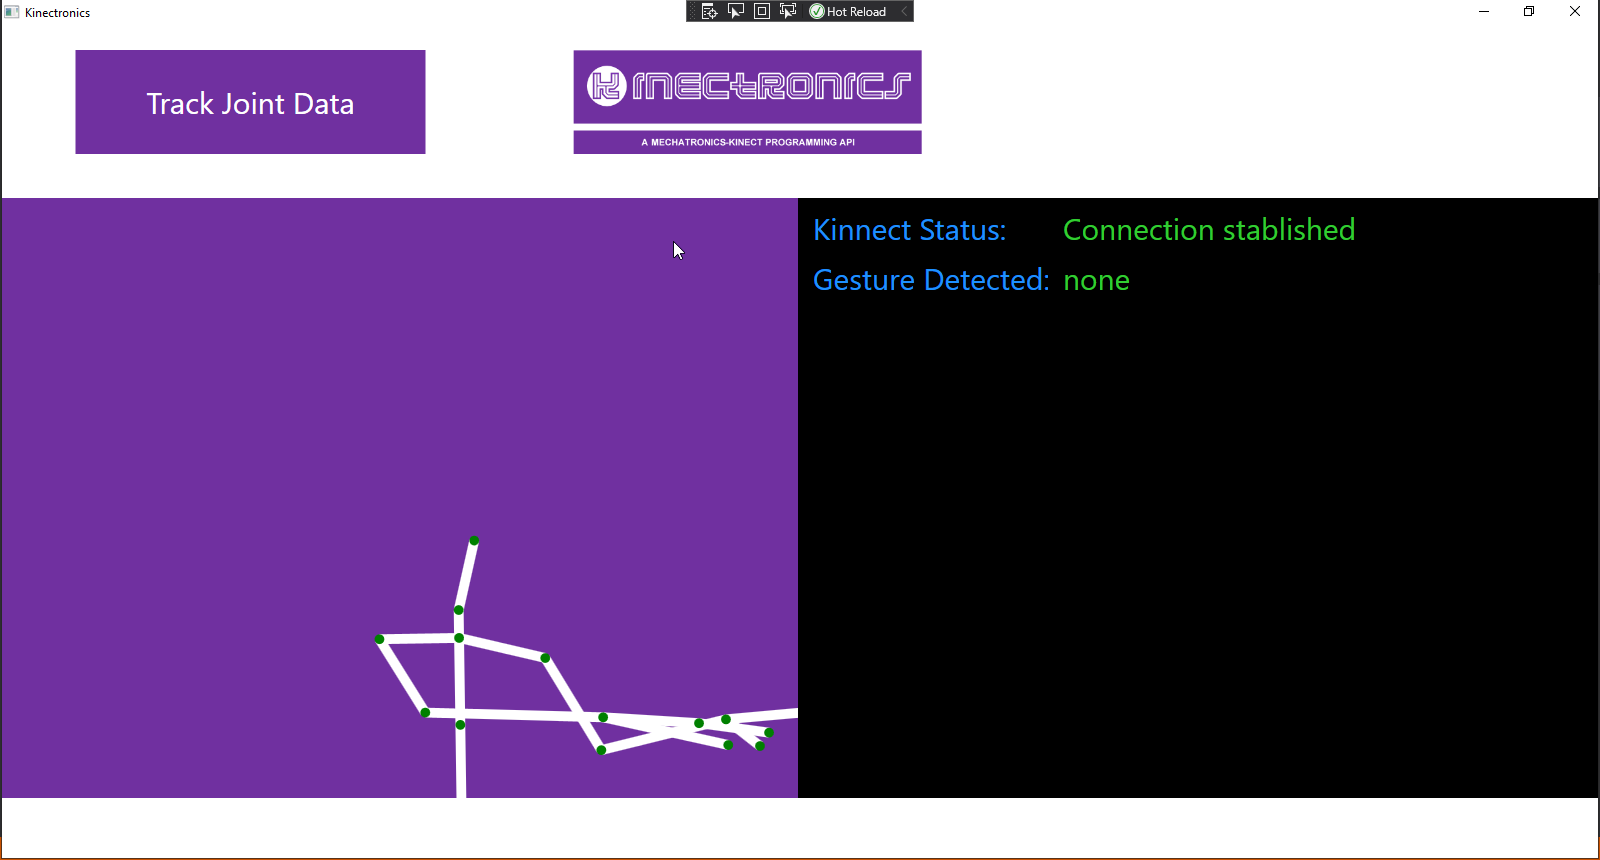 Kinectronics
Hot Reload
Track Joint Data
KINECTRONICS
A MECHATRONICS-KINECT PROGRAMMING API
Kinnect Status: Connection stablished
Gesture Detected: none